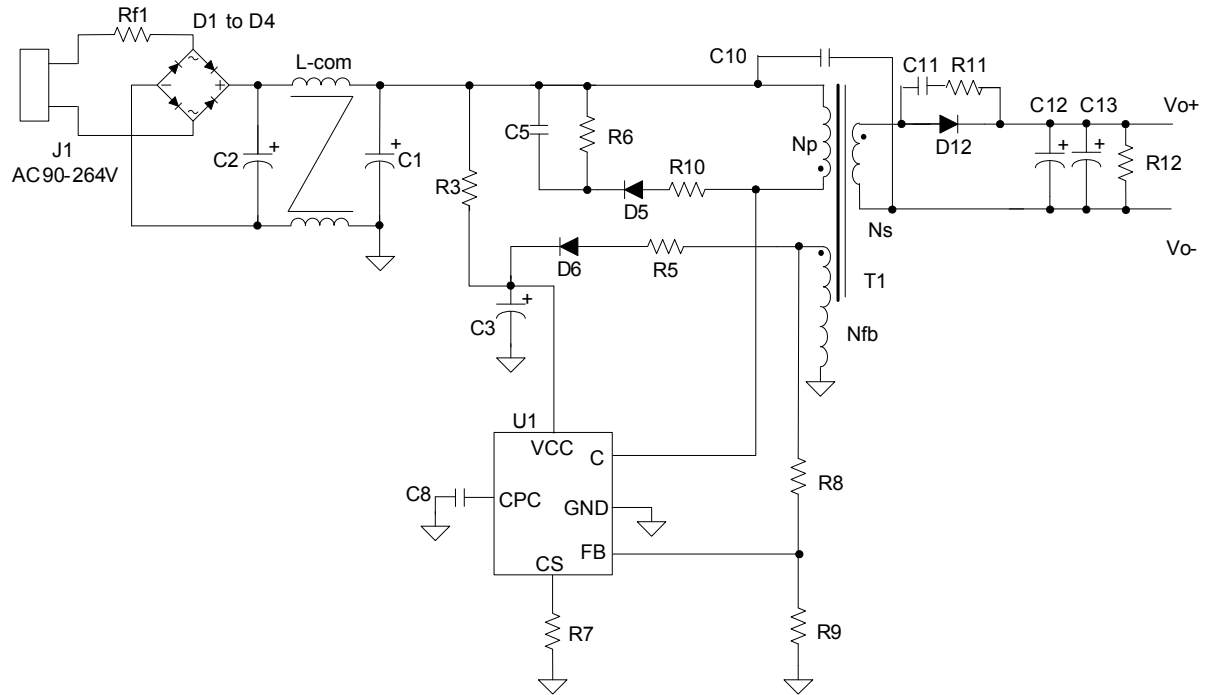 Rf1
D1 to D4
~
-
+
~
J1
AC90-264V
L-com
C2
+
C1
+
R3
C5
R6
D5
R10
C10
Np
Ns
T1
Nfb
C11
R11
D12
C12
+
C13
+
R12
Vo+
Vo-
D6
R5
C3
+
U1
VCC
C
CPC
GND
FB
CS
C8
R7
R8
R9